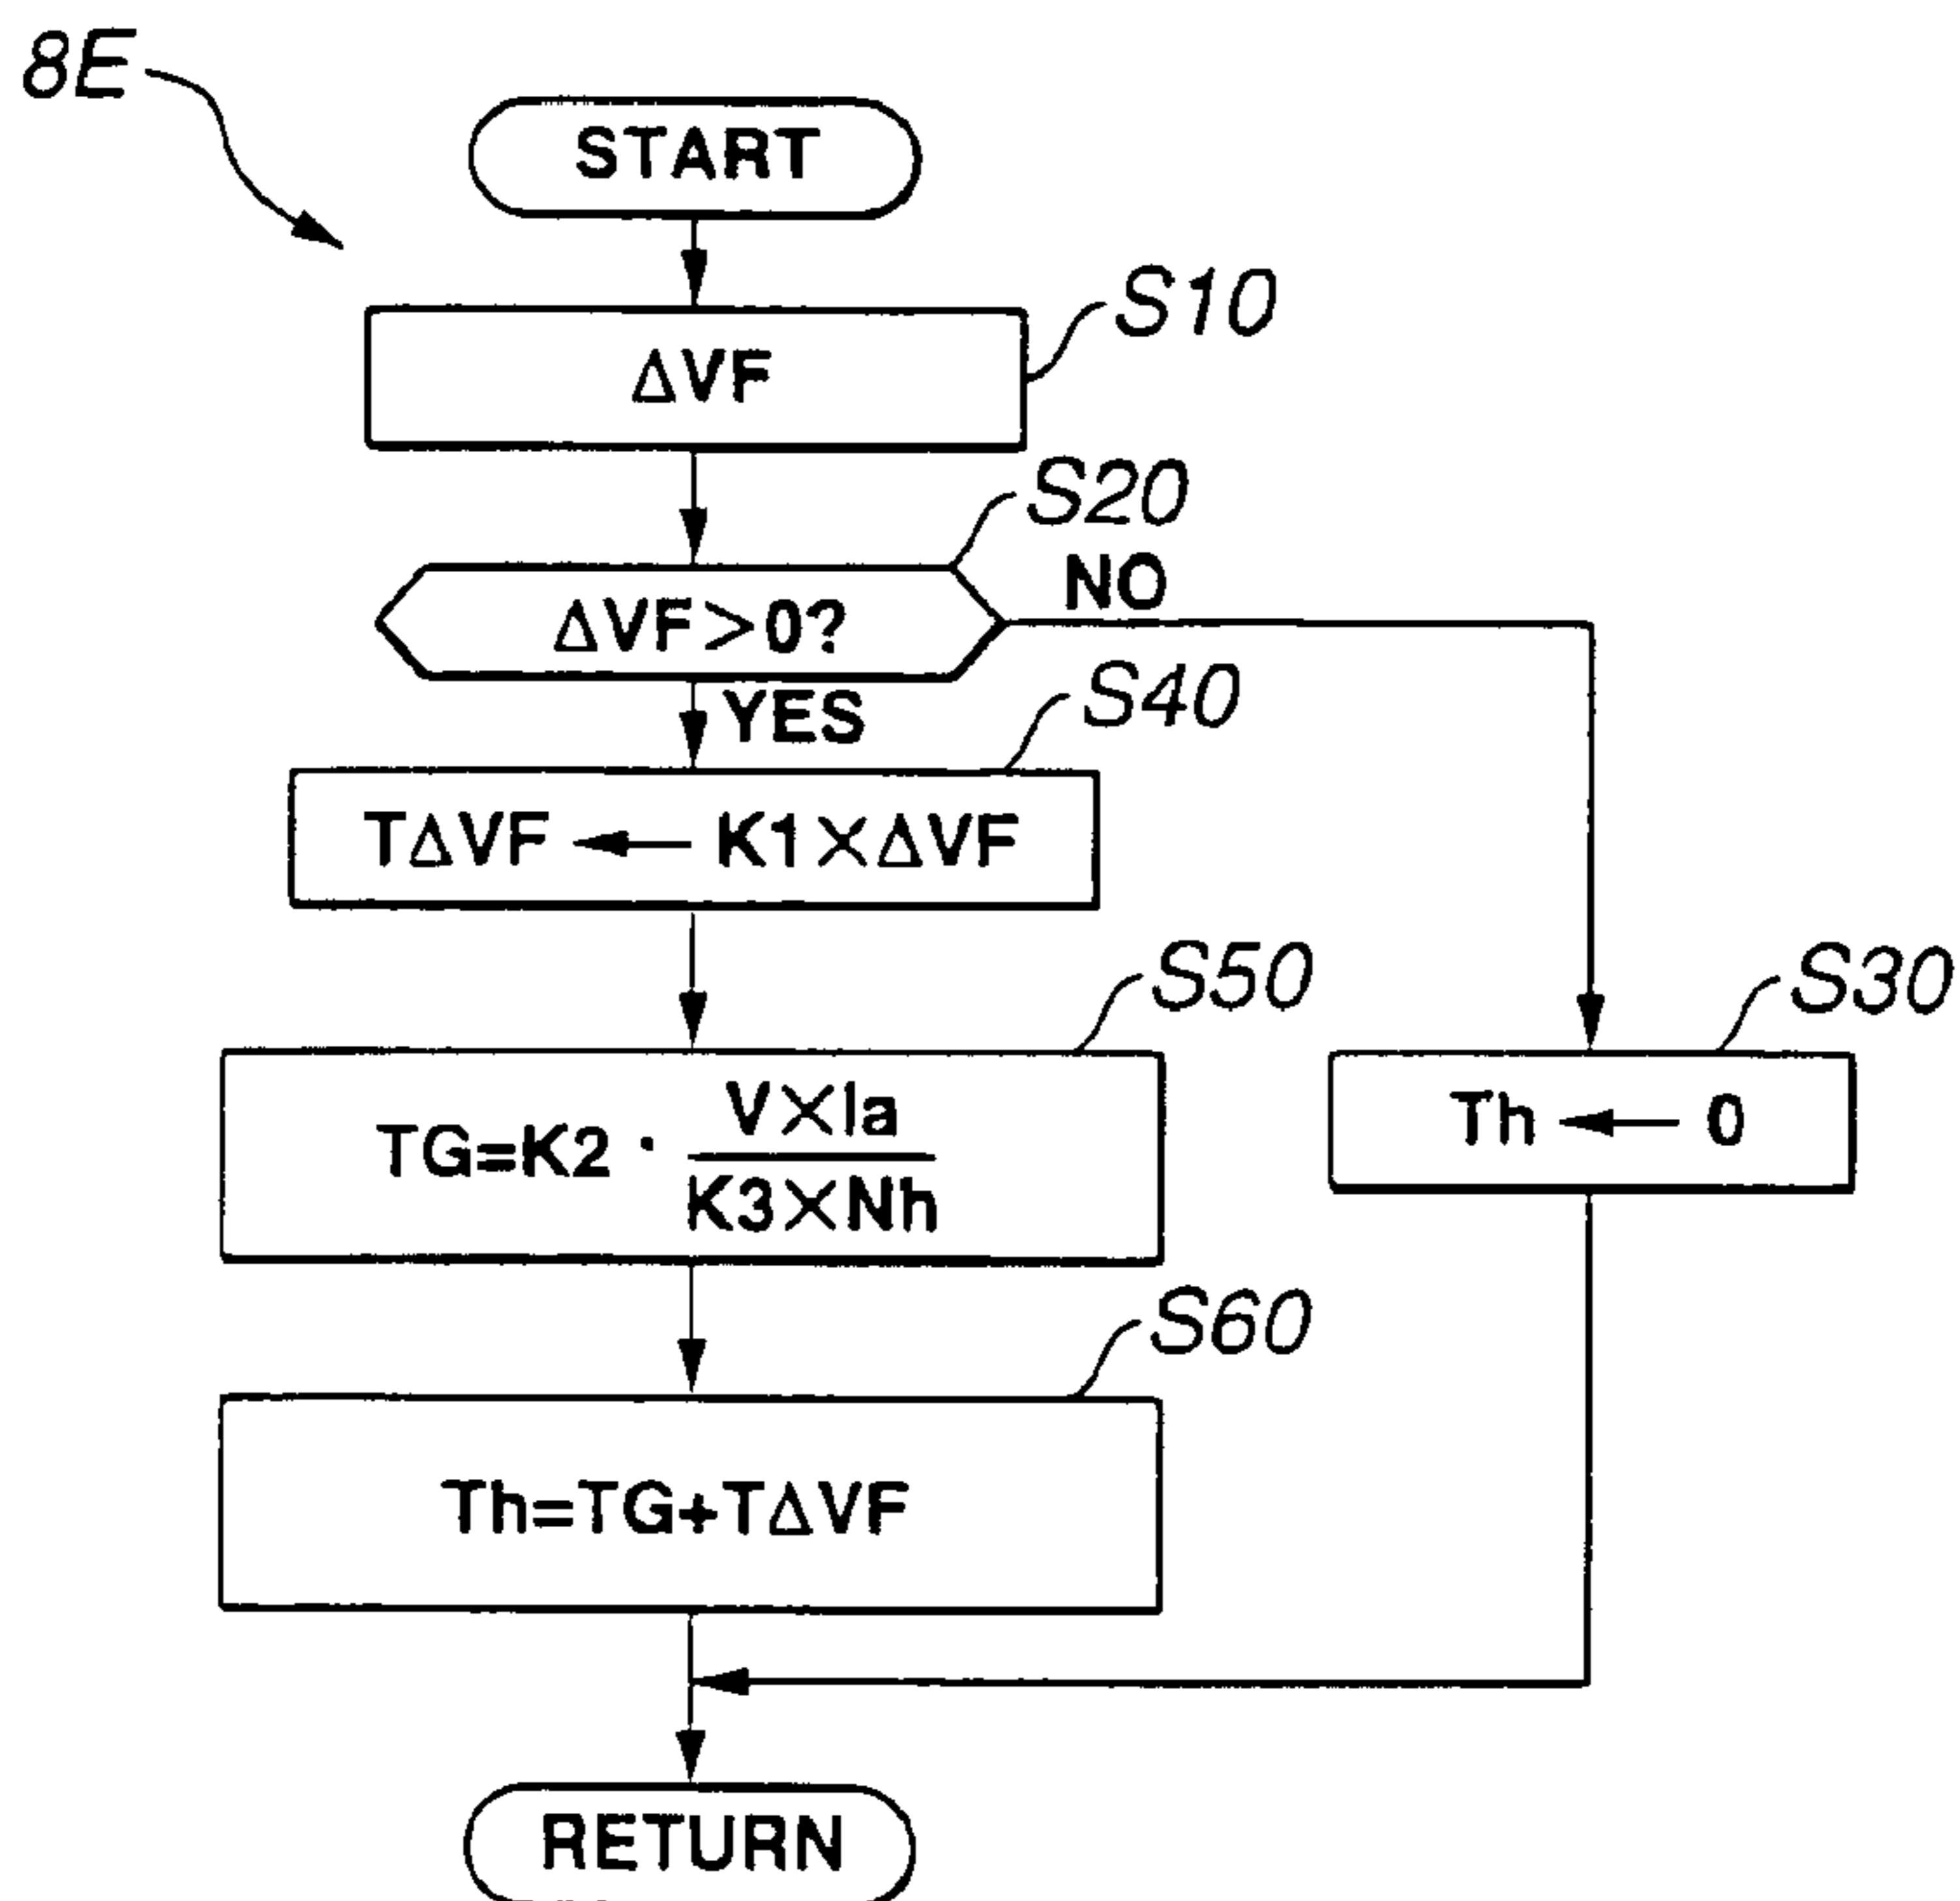 8E
START
S10
ΔVF
S20
ΔVF>0?
NO
YES
S40
TΔVF ← K1×ΔVF
S50
TG=K2 · V×Ia
K3×Nh
S30
Th ← 0
S60
Th=TG+TΔVF
RETURN